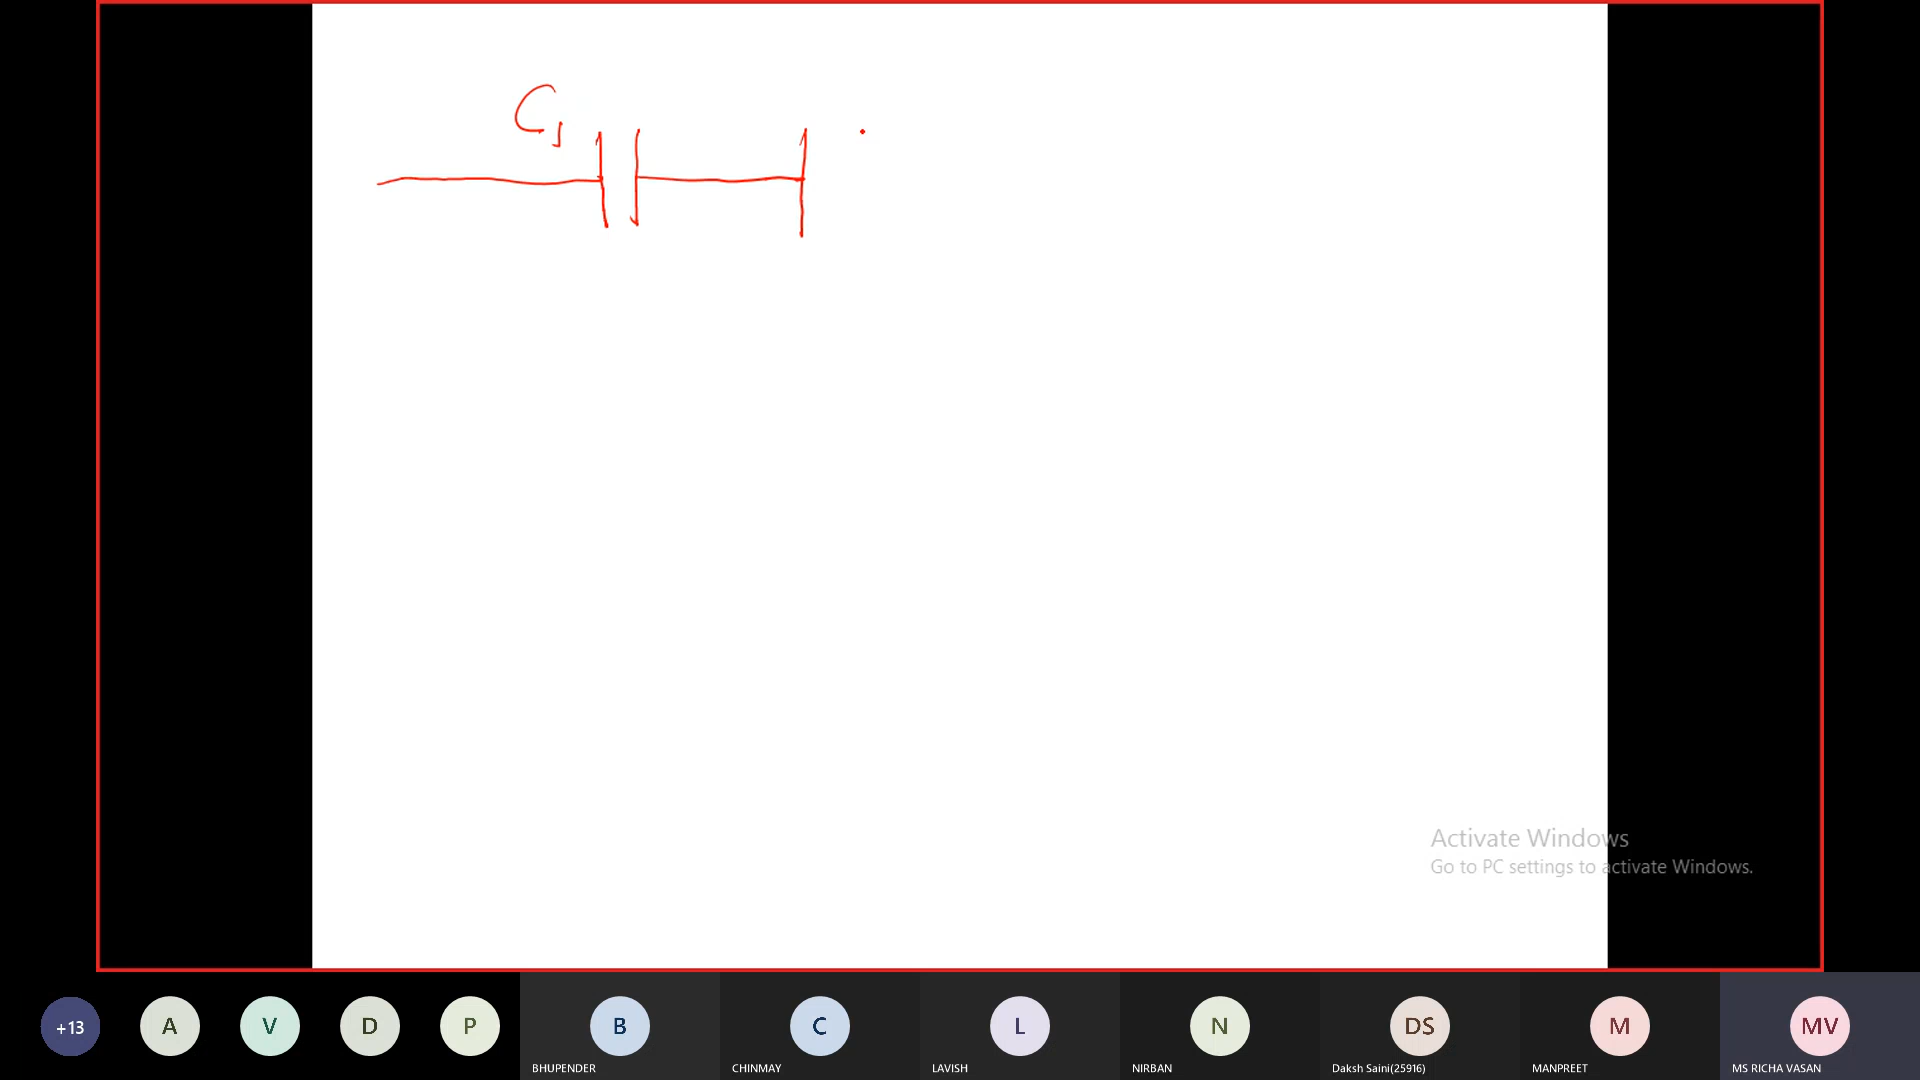 C1
Activate Windows
Go to PC settings to activate Windows.
+13 A V D P B C L N DS M MV
BHUPENDER CHINMAY LAVISH NIRBAN Daksh Saini(25916) MANPREET MS RICHA VASAN